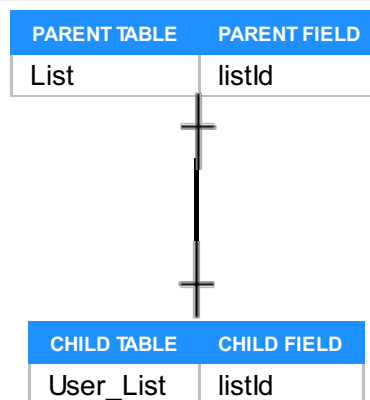 PARENT TABLE PARENT FIELD
List listId
CHILD TABLE CHILD FIELD
User_List listId